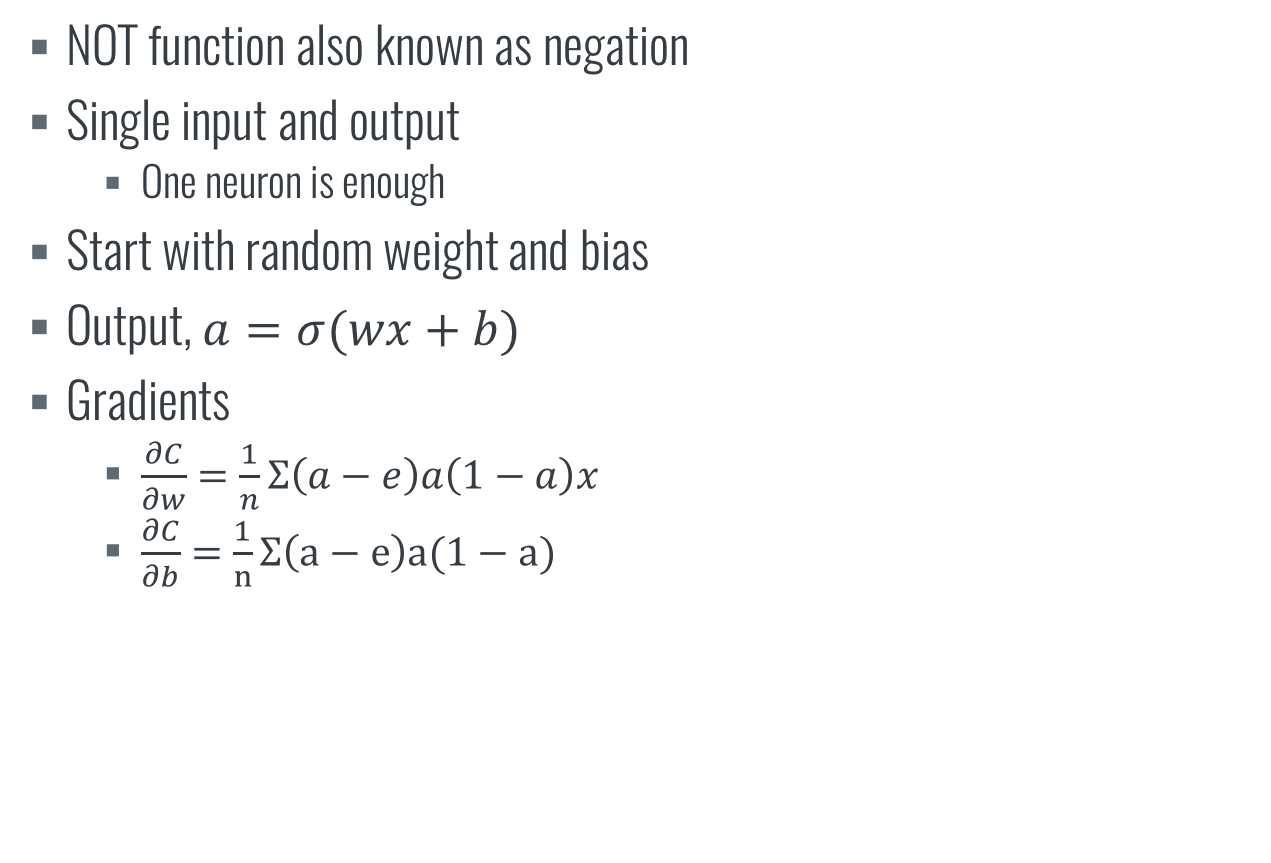 ▪ NOT function also known as negation
▪ Single input and output
▪ One neuron is enough
▪ Start with random weight and bias
▪ Output, a = σ(wx + b)
▪ Gradients
▪ ∂C/∂w = 1/n Σ(a − e)a(1 − a)x
▪ ∂C/∂b = 1/n Σ(a − e)a(1 − a)